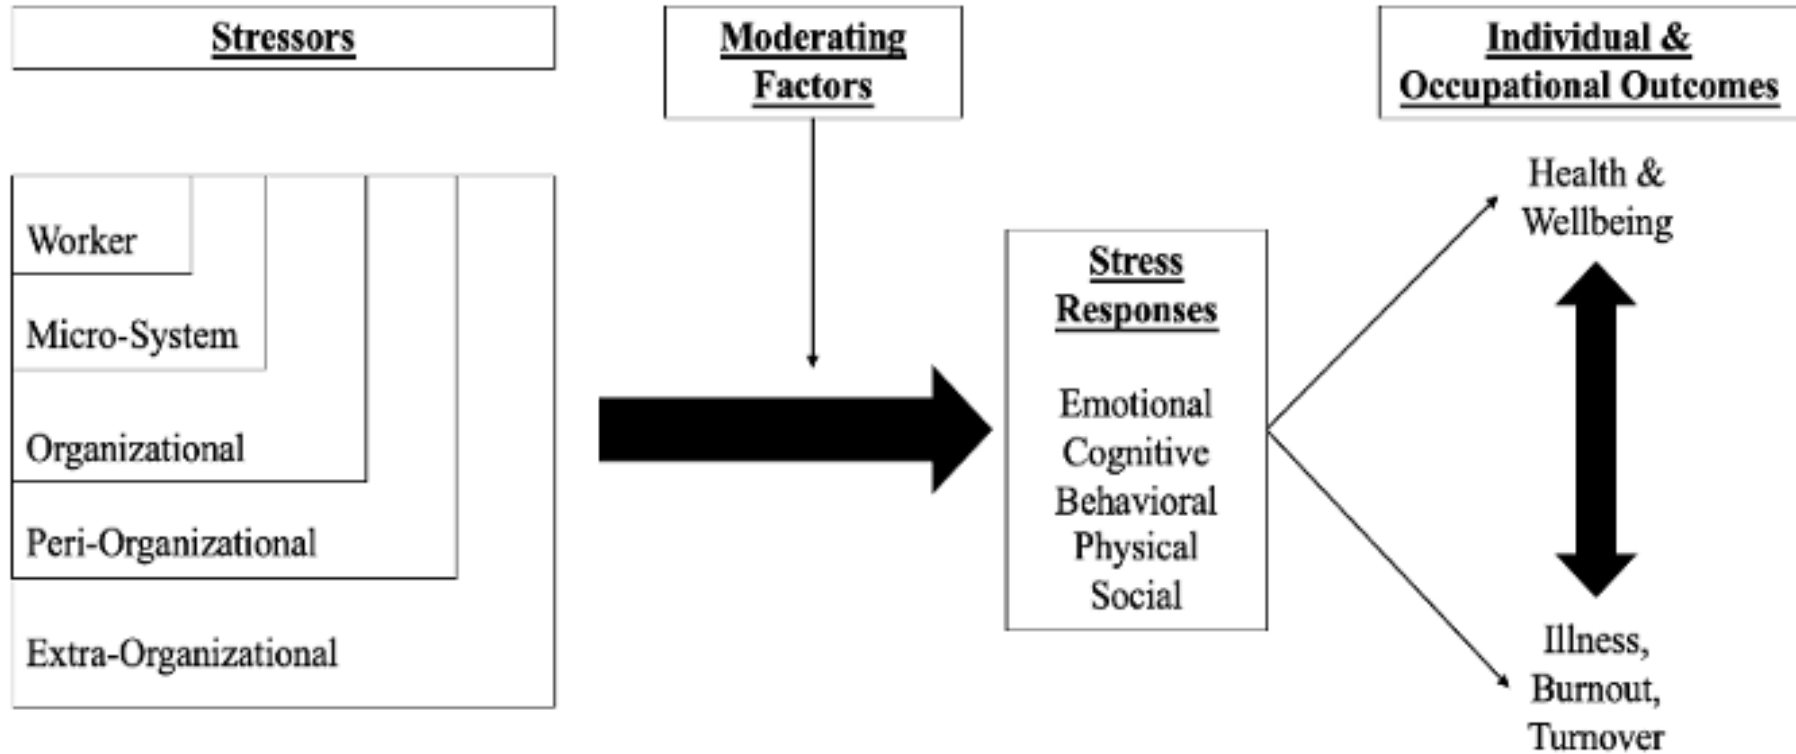 Stressors
Worker
Micro-System
Organizational
Peri-Organizational
Extra-Organizational
Moderating
Factors
Stress
Responses
Emotional
Cognitive
Behavioral
Physical
Social
Individual &
Occupational Outcomes
Health &
Wellbeing
Illness,
Burnout,
Turnover